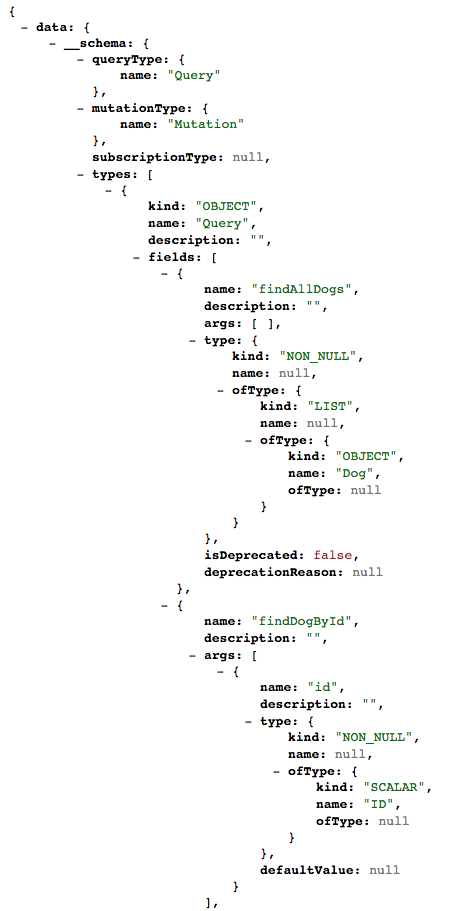 {
– data: {
– __schema: {
– queryType: {
name: "Query"
},
– mutationType: {
name: "Mutation"
},
subscriptionType: null,
– types: [
– {
kind: "OBJECT",
name: "Query",
description: "",
– fields: [
– {
name: "findAllDogs",
description: "",
args: [ ],
– type: {
kind: "NON_NULL",
name: null,
– ofType: {
kind: "LIST",
name: null,
– ofType: {
kind: "OBJECT",
name: "Dog",
ofType: null
}
}
},
isDeprecated: false,
deprecationReason: null
},
– {
name: "findDogById",
description: "",
– args: [
– {
name: "id",
description: "",
– type: {
kind: "NON_NULL",
name: null,
– ofType: {
kind: "SCALAR",
name: "ID",
ofType: null
}
},
defaultValue: null
}
],